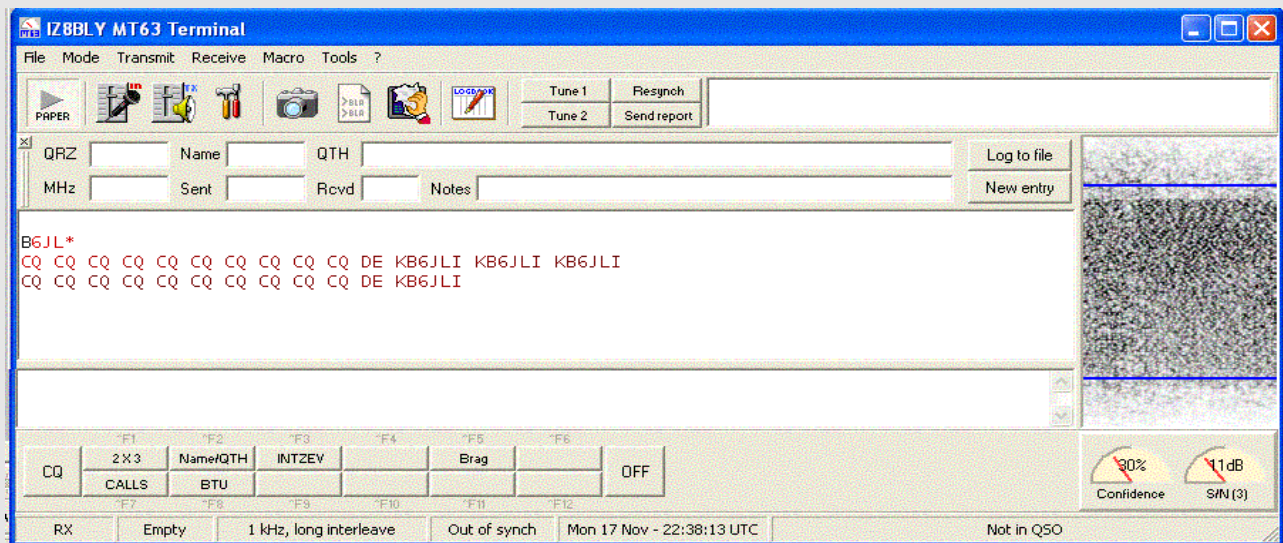 IZ8BLY MT63 Terminal
File Mode Transmit Receive Macro Tools ?
PAPER IN TX >BLA >BLA LOGBOOK Tune 1 Resynch
Tune 2 Send report
QRZ Name QTH Log to file
MHz Sent Rcvd Notes New entry
B6JL*
CQ CQ CQ CQ CQ CQ CQ CQ CQ CQ DE KB6JLI KB6JLI KB6JLI
CQ CQ CQ CQ CQ CQ CQ CQ CQ CQ DE KB6JLI
^F1 ^F2 ^F3 ^F4 ^F5 ^F6
CQ 2 X 3 Name/QTH INTZEV Brag OFF
CALLS BTU
^F7 ^F8 ^F9 ^F10 ^F11 ^F12
30% 11dB
Confidence S/N (3)
RX Empty 1 kHz, long interleave Out of synch Mon 17 Nov - 22:38:13 UTC Not in QSO